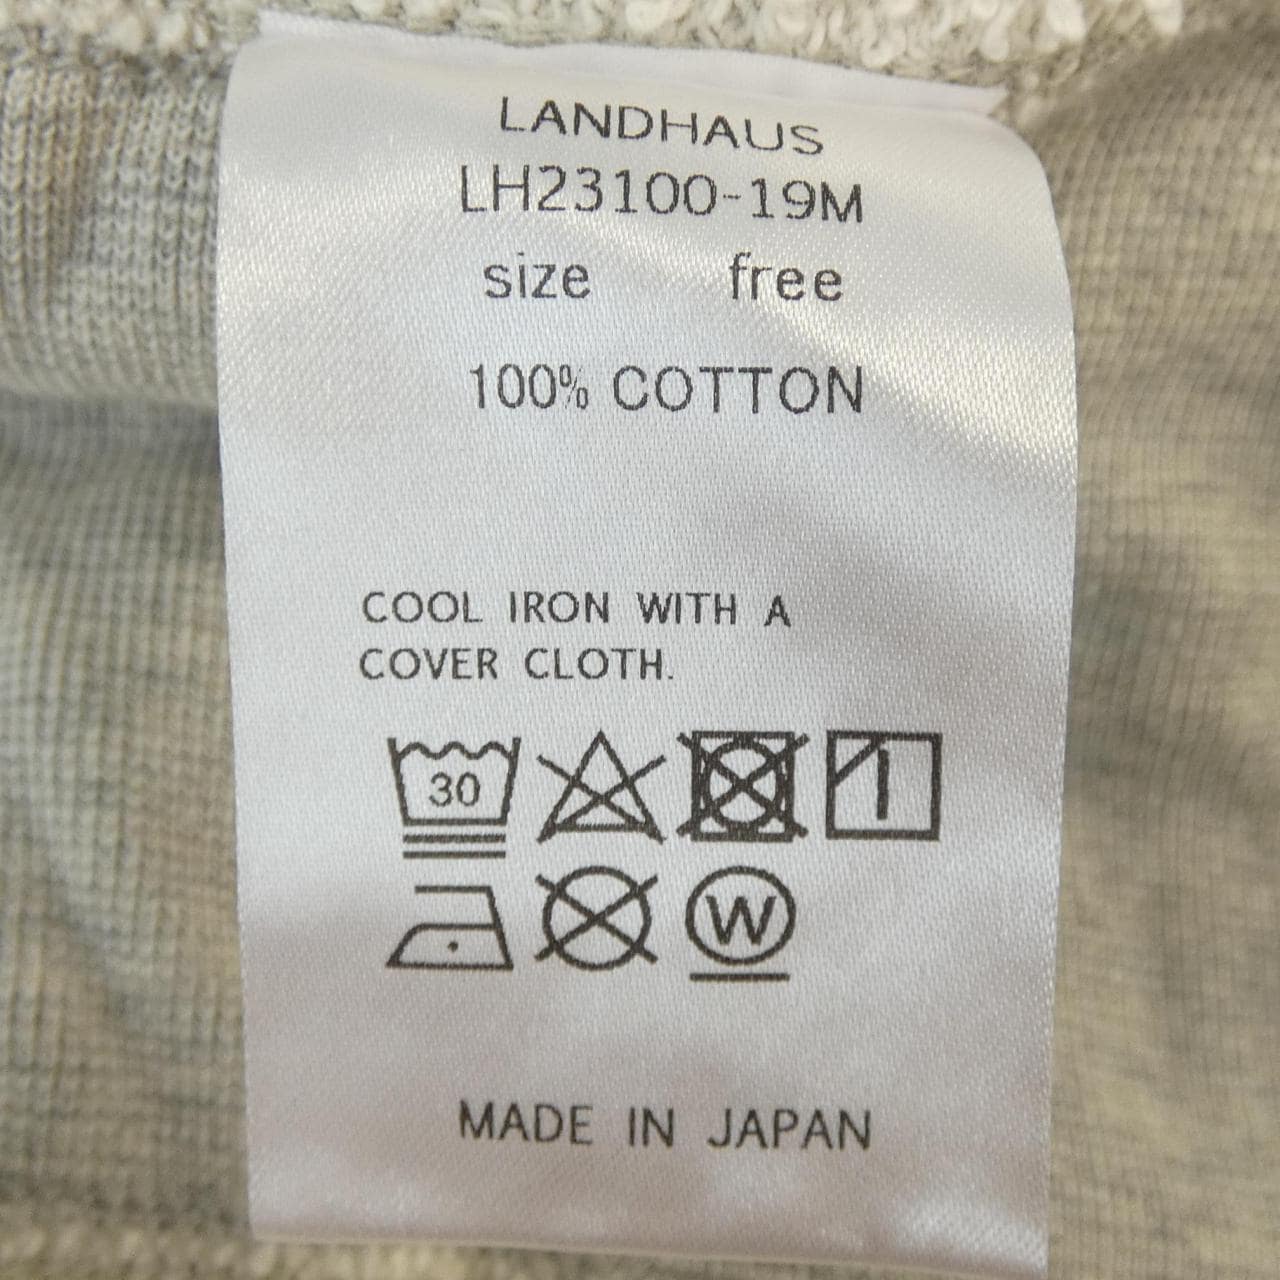 LANDHAUS
LH23100-19M
size free
100% COTTON
COOL IRON WITH A
COVER CLOTH.
30
W
MADE IN JAPAN